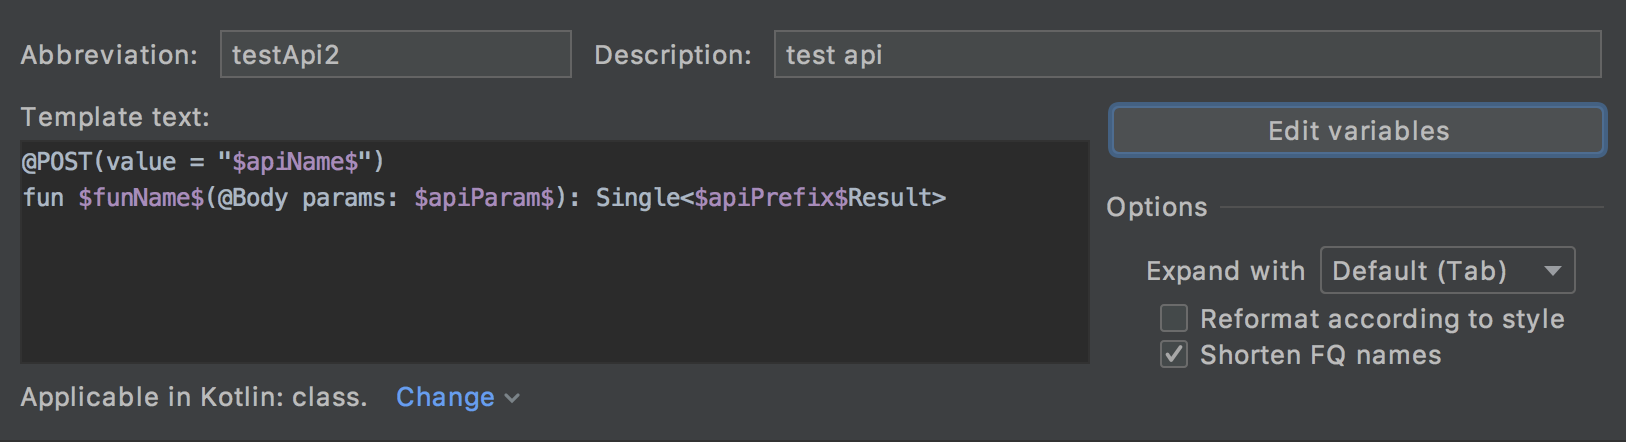 Abbreviation: testApi2 Description: test api
Template text:
Edit variables
@POST(value = "$apiName$")
fun $funName$(@Body params: $apiParam$): Single<$apiPrefix$Result>
Options
Expand with Default (Tab)
Reformat according to style
Shorten FQ names
Applicable in Kotlin: class. Change